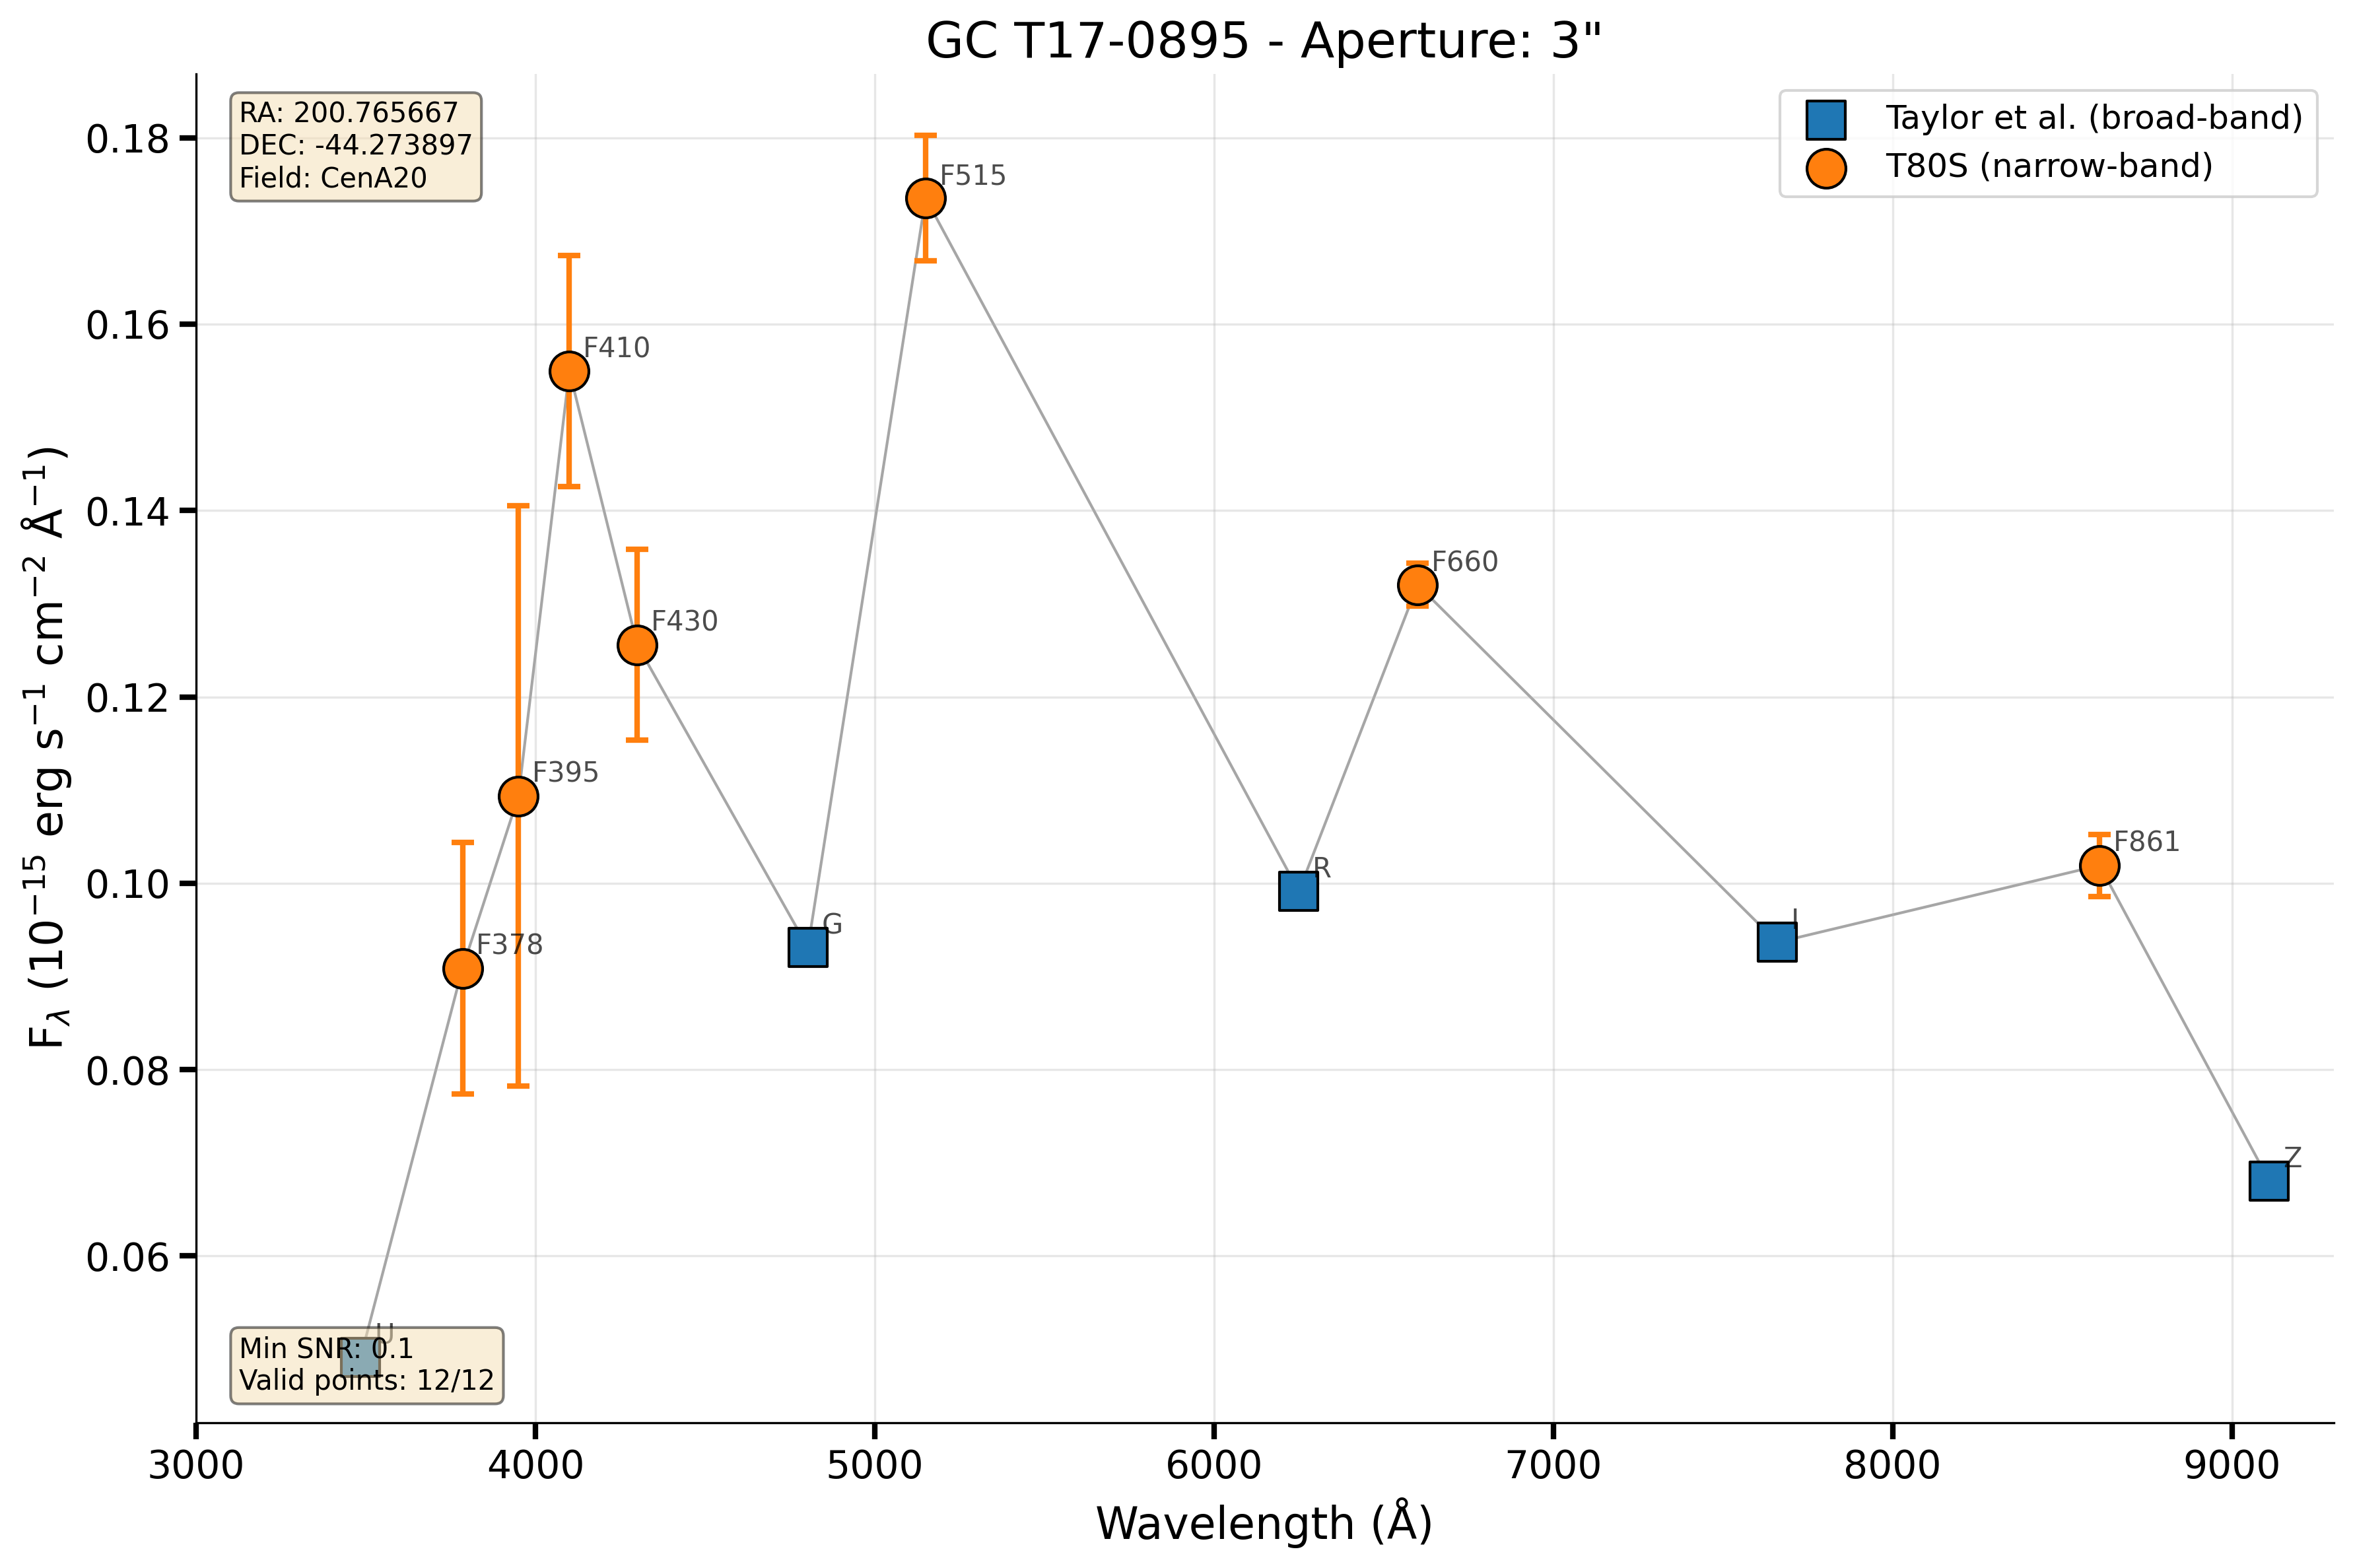 GC T17-0895 - Aperture: 3"
RA: 200.765667
DEC: -44.273897
Field: CenA20
Taylor et al. (broad-band)
T80S (narrow-band)
F515
F410
F430
F395
F378
G
R
F660
I
F861
Z
U
Min SNR: 0.1
Valid points: 12/12
0.18
0.16
0.14
0.12
0.10
0.08
0.06
F$_{λ}$ (10$^{-15}$ erg s$^{-1}$ cm$^{-2}$ Å$^{-1}$)
3000 4000 5000 6000 7000 8000 9000
Wavelength (Å)